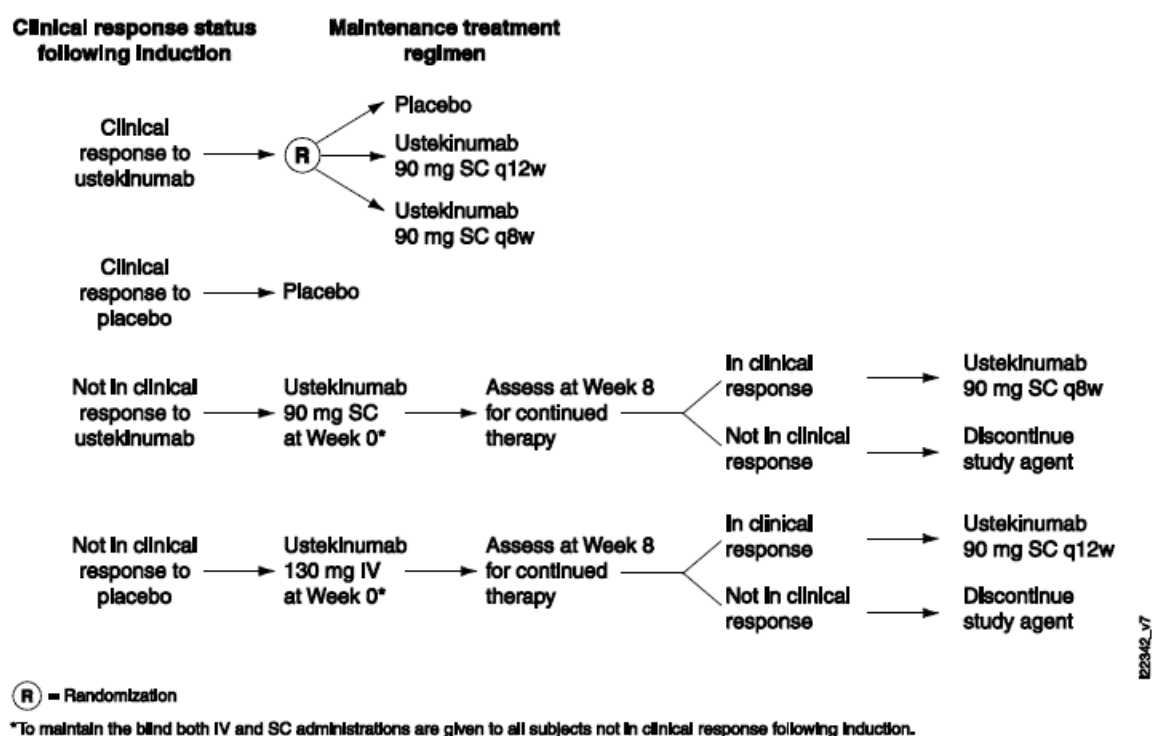 Clinical response status
following induction
Maintenance treatment
regimen
Clinical
response to
ustekinumab
R
Placebo
Ustekinumab
90 mg SC q12w
Ustekinumab
90 mg SC q8w
Clinical
response to
placebo
Placebo
Not in clinical
response to
ustekinumab
Ustekinumab
90 mg SC
at Week 0*
Assess at Week 8
for continued
therapy
In clinical
response
Ustekinumab
90 mg SC q8w
Not in clinical
response
Discontinue
study agent
Not in clinical
response to
placebo
Ustekinumab
130 mg IV
at Week 0*
Assess at Week 8
for continued
therapy
In clinical
response
Ustekinumab
90 mg SC q12w
Not in clinical
response
Discontinue
study agent
R = Randomization
*To maintain the blind both IV and SC administrations are given to all subjects not in clinical response following induction.